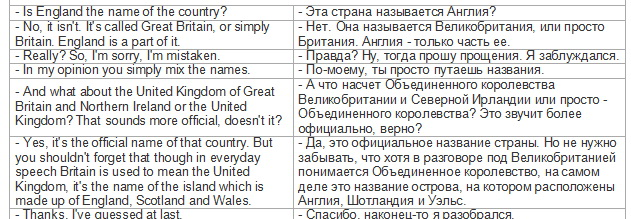 - Is England the name of the country?
- Эта страна называется Англия?
- No, it isn't. It's called Great Britain, or simply
Britain. England is a part of it.
- Нет. Она называется Великобритания, или просто
Британия. Англия - только часть ее.
- Really? So, I'm sorry, I'm mistaken.
- Правда? Ну, тогда прошу прощения. Я заблуждался.
- In my opinion you simply mix the names.
- По-моему, ты просто путаешь названия.
- And what about the United Kingdom of Great
Britain and Northern Ireland or the United
Kingdom? That sounds more official, doesn't it?
- А что насчет Объединенного королевства
Великобритании и Северной Ирландии или просто -
Объединенного королевства? Это звучит более
официально, верно?
- Yes, it's the official name of that country. But
you shouldn't forget that though in everyday
speech Britain is used to mean the United
Kingdom, it's the name of the island which is
made up of England, Scotland and Wales.
- Да, это официальное название страны. Но не нужно
забывать, что хотя в разговоре под Великобританией
понимается Объединенное королевство, на самом
деле это название острова, на котором расположены
Англия, Шотландия и Уэльс.
- Thanks. I've guessed at last.
- Спасибо, наконец-то я разобрался.